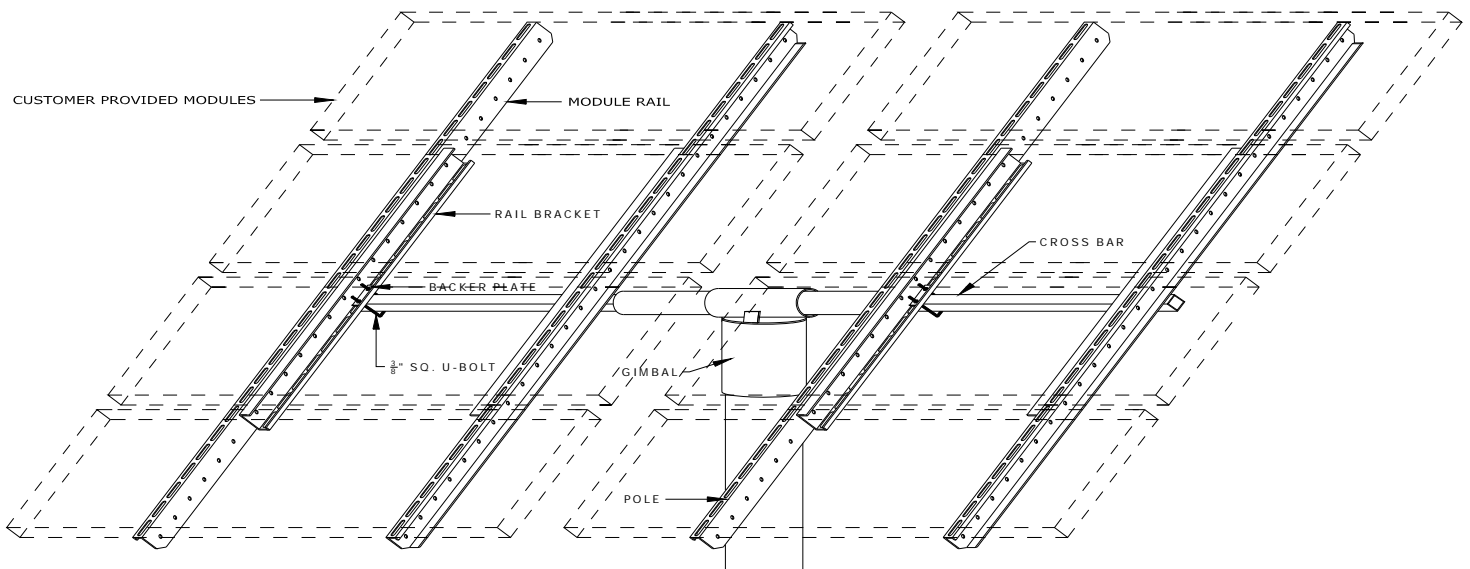 CUSTOMER PROVIDED MODULES
MODULE RAIL
RAIL BRACKET
CROSS BAR
BACKER PLATE
3/8" SQ. U-BOLT
GIMBAL
POLE